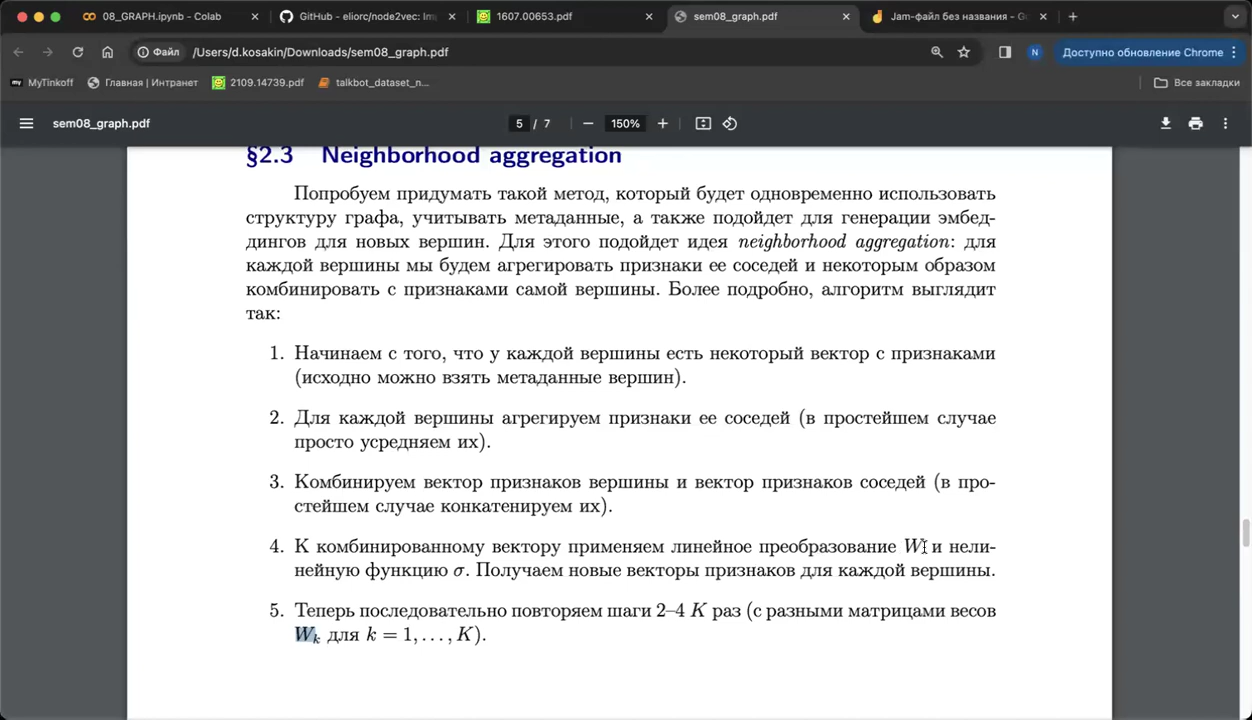 08_GRAPH.ipynb - Colab
GitHub - eliorc/node2vec: Im
1607.00653.pdf
sem08_graph.pdf
Jam-файл без названия - G
Файл /Users/d.kosakin/Downloads/sem08_graph.pdf
N
Доступно обновление Chrome
my MyTinkoff
Главная | Интранет
2109.14739.pdf
talkbot_dataset_n...
Все закладки
sem08_graph.pdf
5 / 7
150%
§2.3 Neighborhood aggregation
Попробуем придумать такой метод, который будет одновременно использовать
структуру графа, учитывать метаданные, а также подойдет для генерации эмбед-
дингов для новых вершин. Для этого подойдет идея neighborhood aggregation: для
каждой вершины мы будем агрегировать признаки ее соседей и некоторым образом
комбинировать с признаками самой вершины. Более подробно, алгоритм выглядит
так:
1. Начинаем с того, что у каждой вершины есть некоторый вектор с признаками
(исходно можно взять метаданные вершин).
2. Для каждой вершины агрегируем признаки ее соседей (в простейшем случае
просто усредняем их).
3. Комбинируем вектор признаков вершины и вектор признаков соседей (в про-
стейшем случае конкатенируем их).
4. К комбинированному вектору применяем линейное преобразование W и нели-
нейную функцию σ. Получаем новые векторы признаков для каждой вершины.
5. Теперь последовательно повторяем шаги 2–4 K раз (с разными матрицами весов
W_k для k = 1, . . . , K).